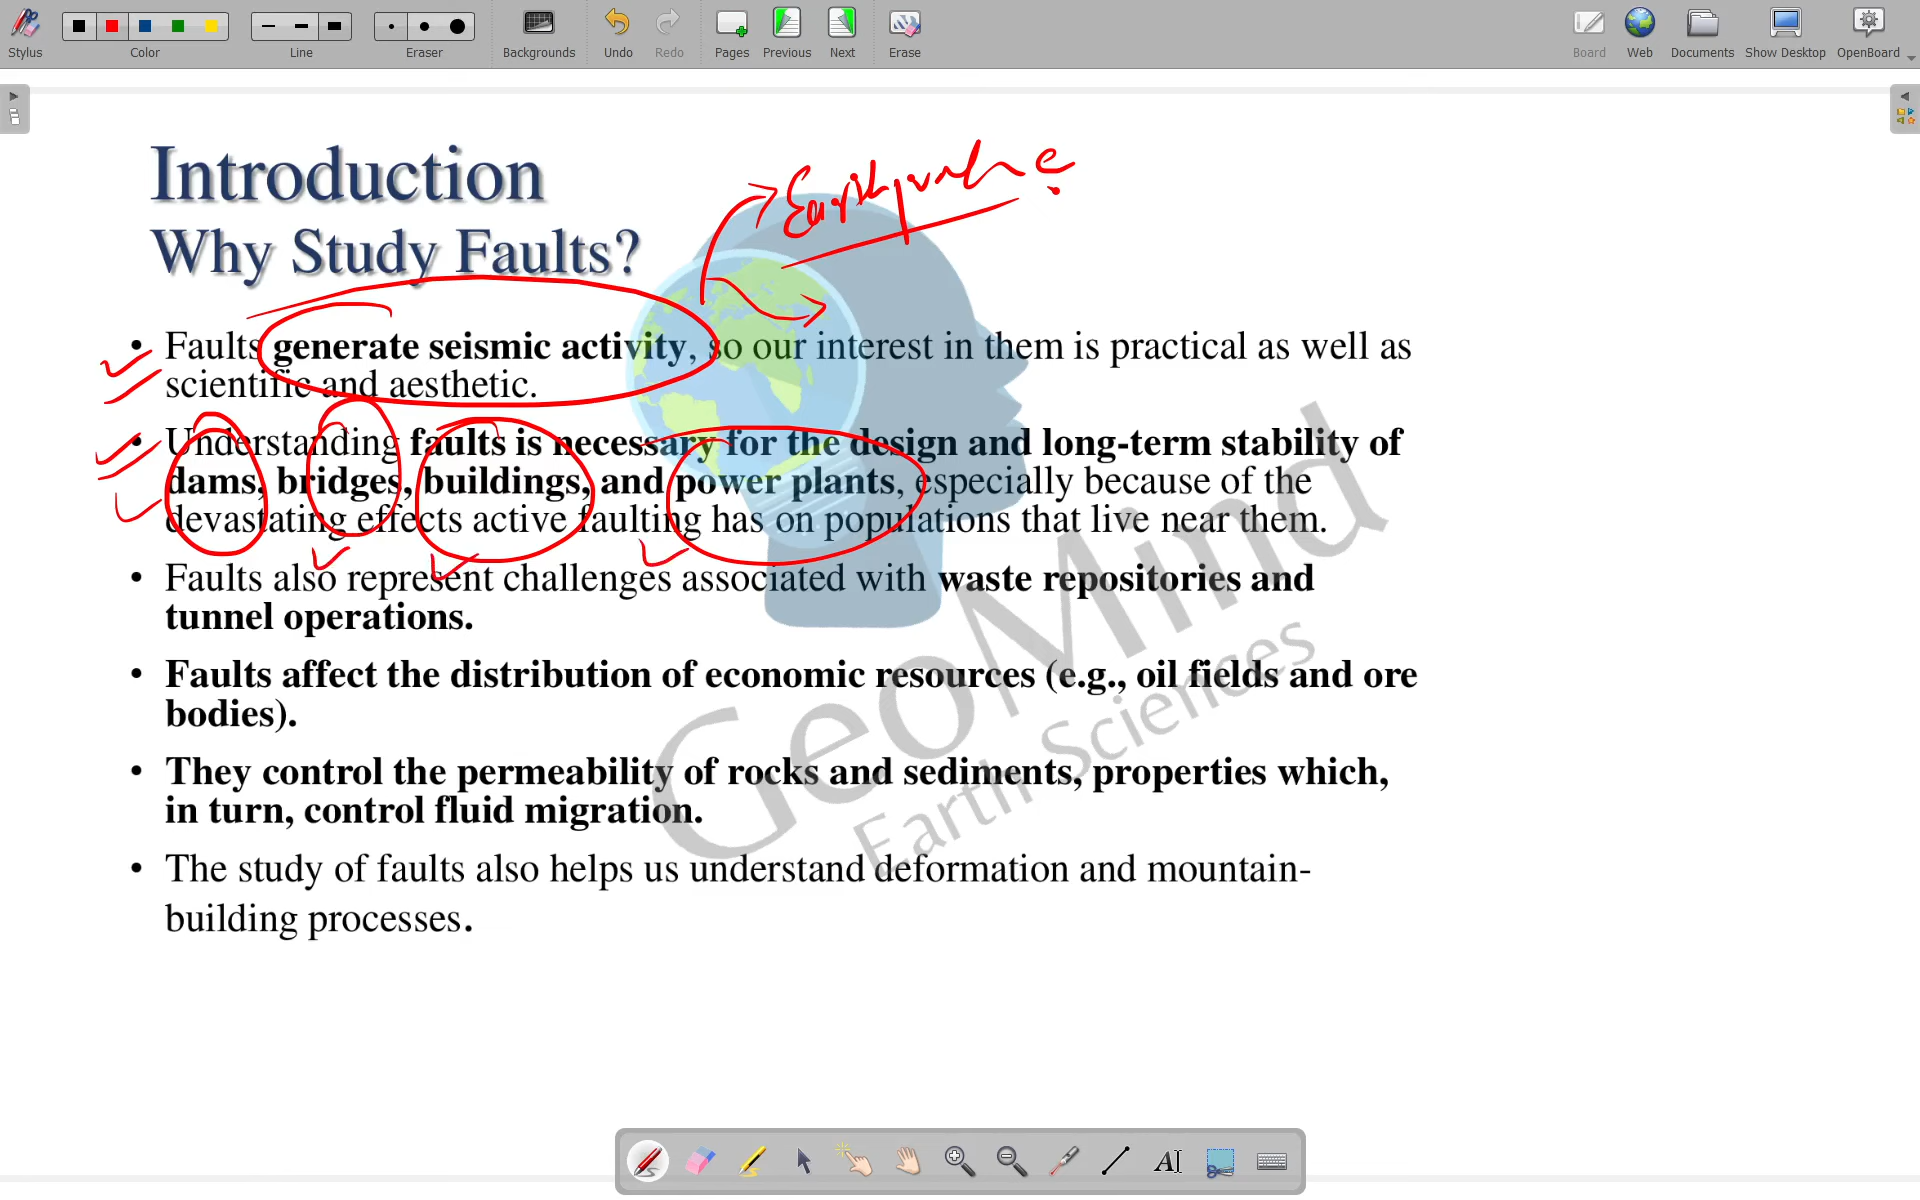 Stylus Color Line Eraser Backgrounds Undo Redo Pages Previous Next Erase Board Web Documents Show Desktop OpenBoard
Introduction
Earthquake
Why Study Faults?
• Faults generate seismic activity, so our interest in them is practical as well as
scientific and aesthetic.
• Understanding faults is necessary for the design and long-term stability of
dams, bridges, buildings, and power plants, especially because of the
devastating effects active faulting has on populations that live near them.
• Faults also represent challenges associated with waste repositories and
tunnel operations.
• Faults affect the distribution of economic resources (e.g., oil fields and ore
bodies).
• They control the permeability of rocks and sediments, properties which,
in turn, control fluid migration.
• The study of faults also helps us understand deformation and mountain-
building processes.
GeoMind
Earth Sciences